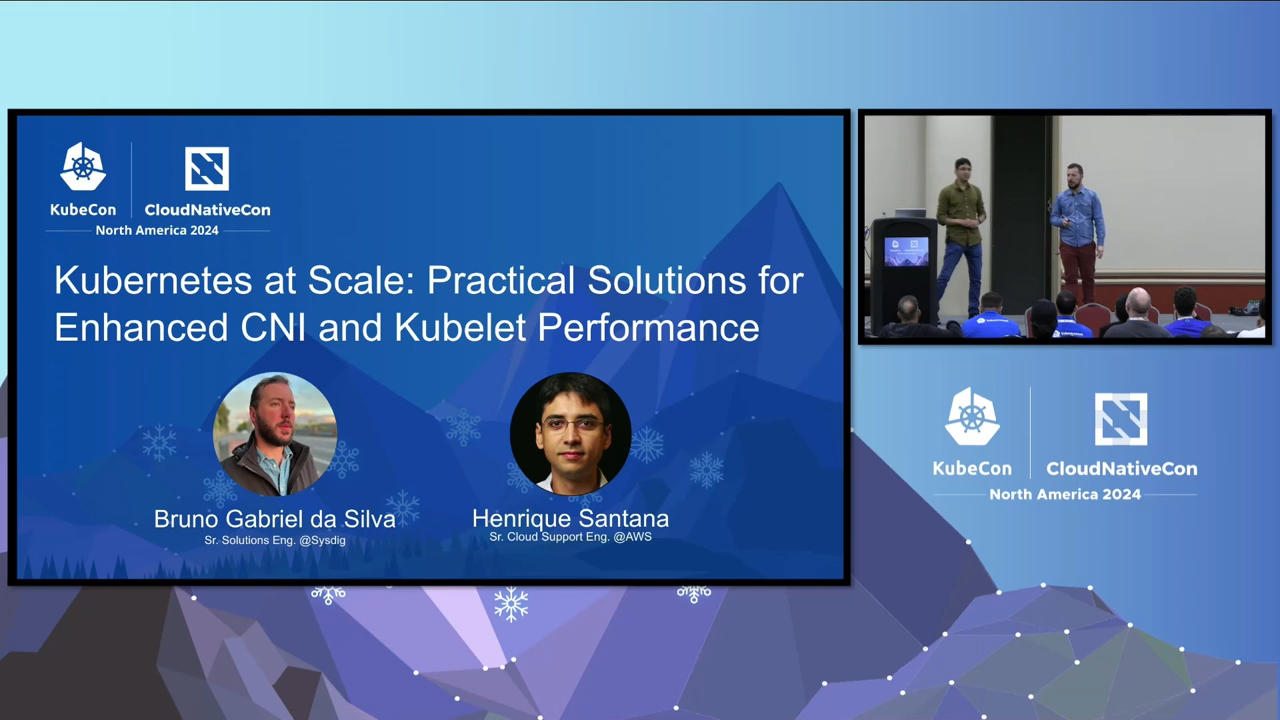 KubeCon
CloudNativeCon
North America 2024
Kubernetes at Scale: Practical Solutions for
Enhanced CNI and Kubelet Performance
Bruno Gabriel da Silva
Sr. Solutions Eng. @Sysdig
Henrique Santana
Sr. Cloud Support Eng. @AWS
KubeCon
CloudNativeCon
North America 2024